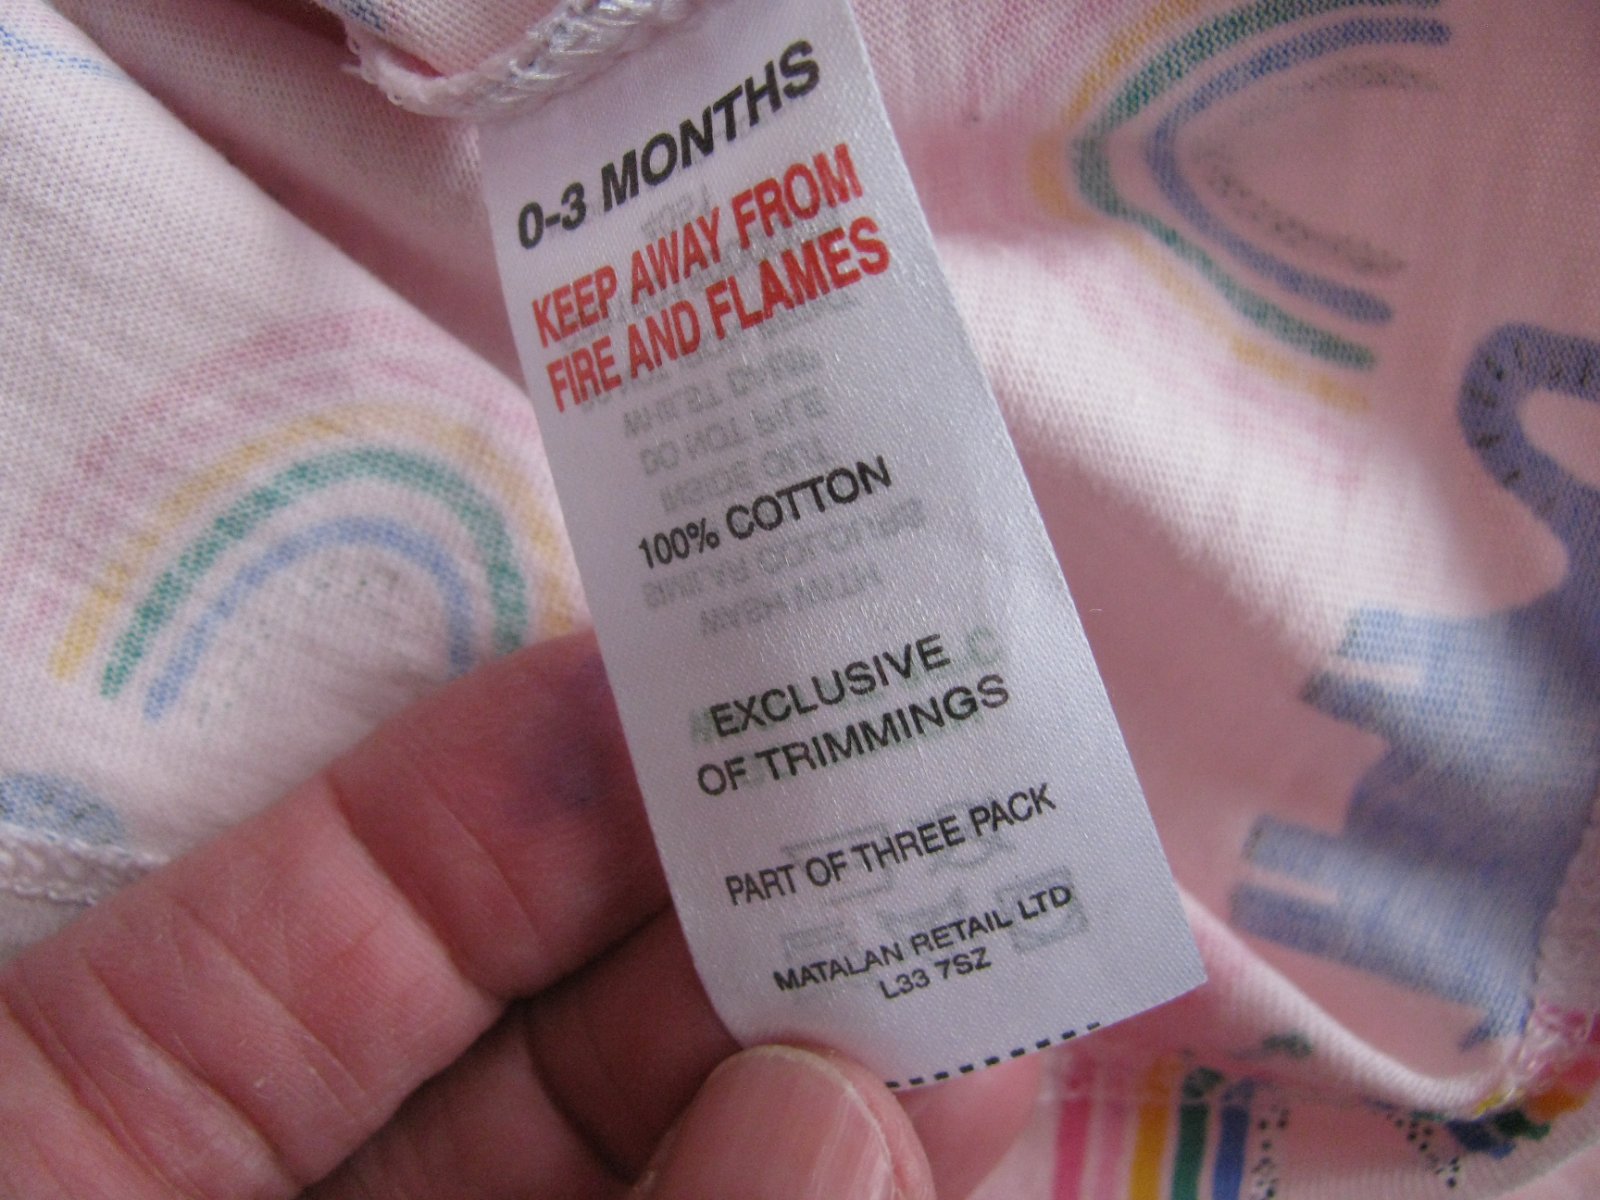 0-3 MONTHS
KEEP AWAY FROM
FIRE AND FLAMES
100% COTTON
EXCLUSIVE
OF TRIMMINGS
PART OF THREE PACK
MATALAN RETAIL LTD
L33 7SZ